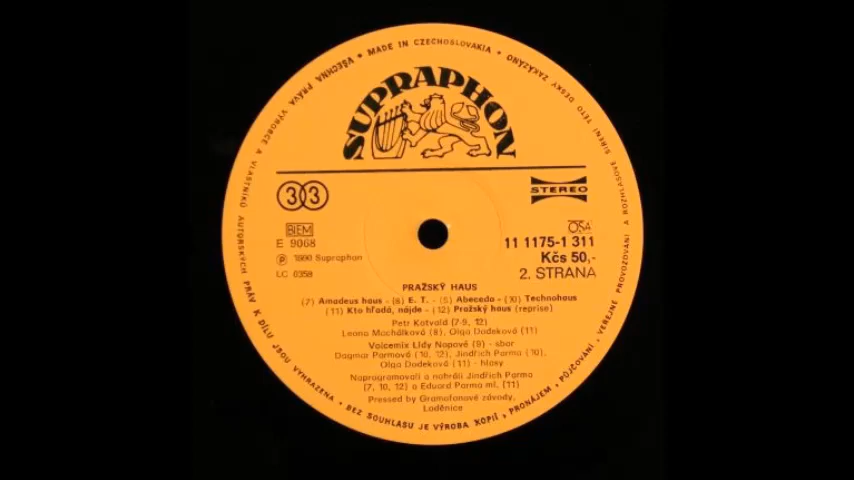 VŠECHNA PRÁVA VÝROBCE A VLASTNÍKŮ AUTORSKÝCH PRÁV K DÍLU JSOU VYHRAZENA • BEZ SOUHLASU JE VÝROBA KOPIÍ, PRONÁJEM, PŮJČOVÁNÍ, VEŘEJNÉ PROVOZOVÁNÍ A ROZHLASOVÉ ŠÍŘENÍ TÉTO DESKY ZAKÁZÁNO • MADE IN CZECHOSLOVAKIA •
SUPRAPHON
33
STEREO
BIEM
OSA
E 9068
11 1175-1 311
℗ 1990 Supraphon
Kčs 50,-
LC 0358
2. STRANA
PRAŽSKÝ HAUS
(7) Amadeus haus - (8) E. T. - (9) Abeceda - (10) Technohaus
(11) Kto hľadá, nájde - (12) Pražský haus (reprise)
Petr Kotvald (7-9, 12)
Leona Machálková (8), Olga Dudeková (11)
Voicemix Lídy Nopové (9) - sbor
Dagmar Parmová (10, 12), Jindřich Parma (10),
Olga Dudeková (11) - hlasy
Naprogramovali a nahráli Jindřich Parma
(7, 10, 12) a Eduard Parma ml. (11)
Pressed by Gramofonové závody,
Loděnice